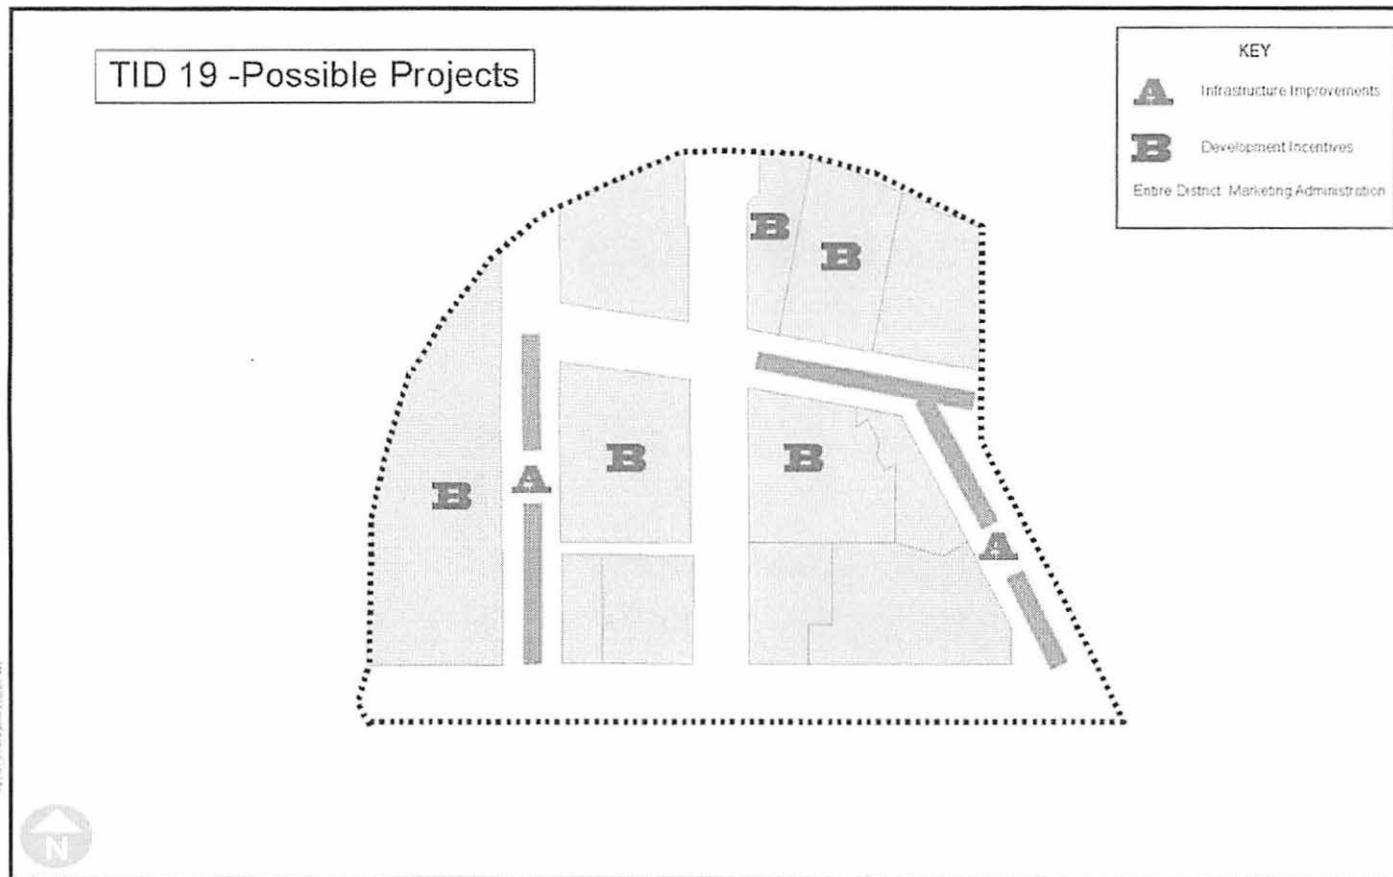 TID 19 -Possible Projects
KEY
A Infrastructure Improvements
B Development Incentives
Entire District Marketing Administration
B
B
B
B
B
A
A
N